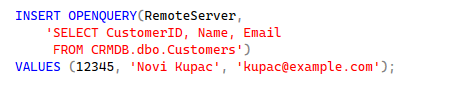 INSERT OPENQUERY(RemoteServer,
    'SELECT CustomerID, Name, Email
     FROM CRMDB.dbo.Customers')
VALUES (12345, 'Novi Kupac', 'kupac@example.com');